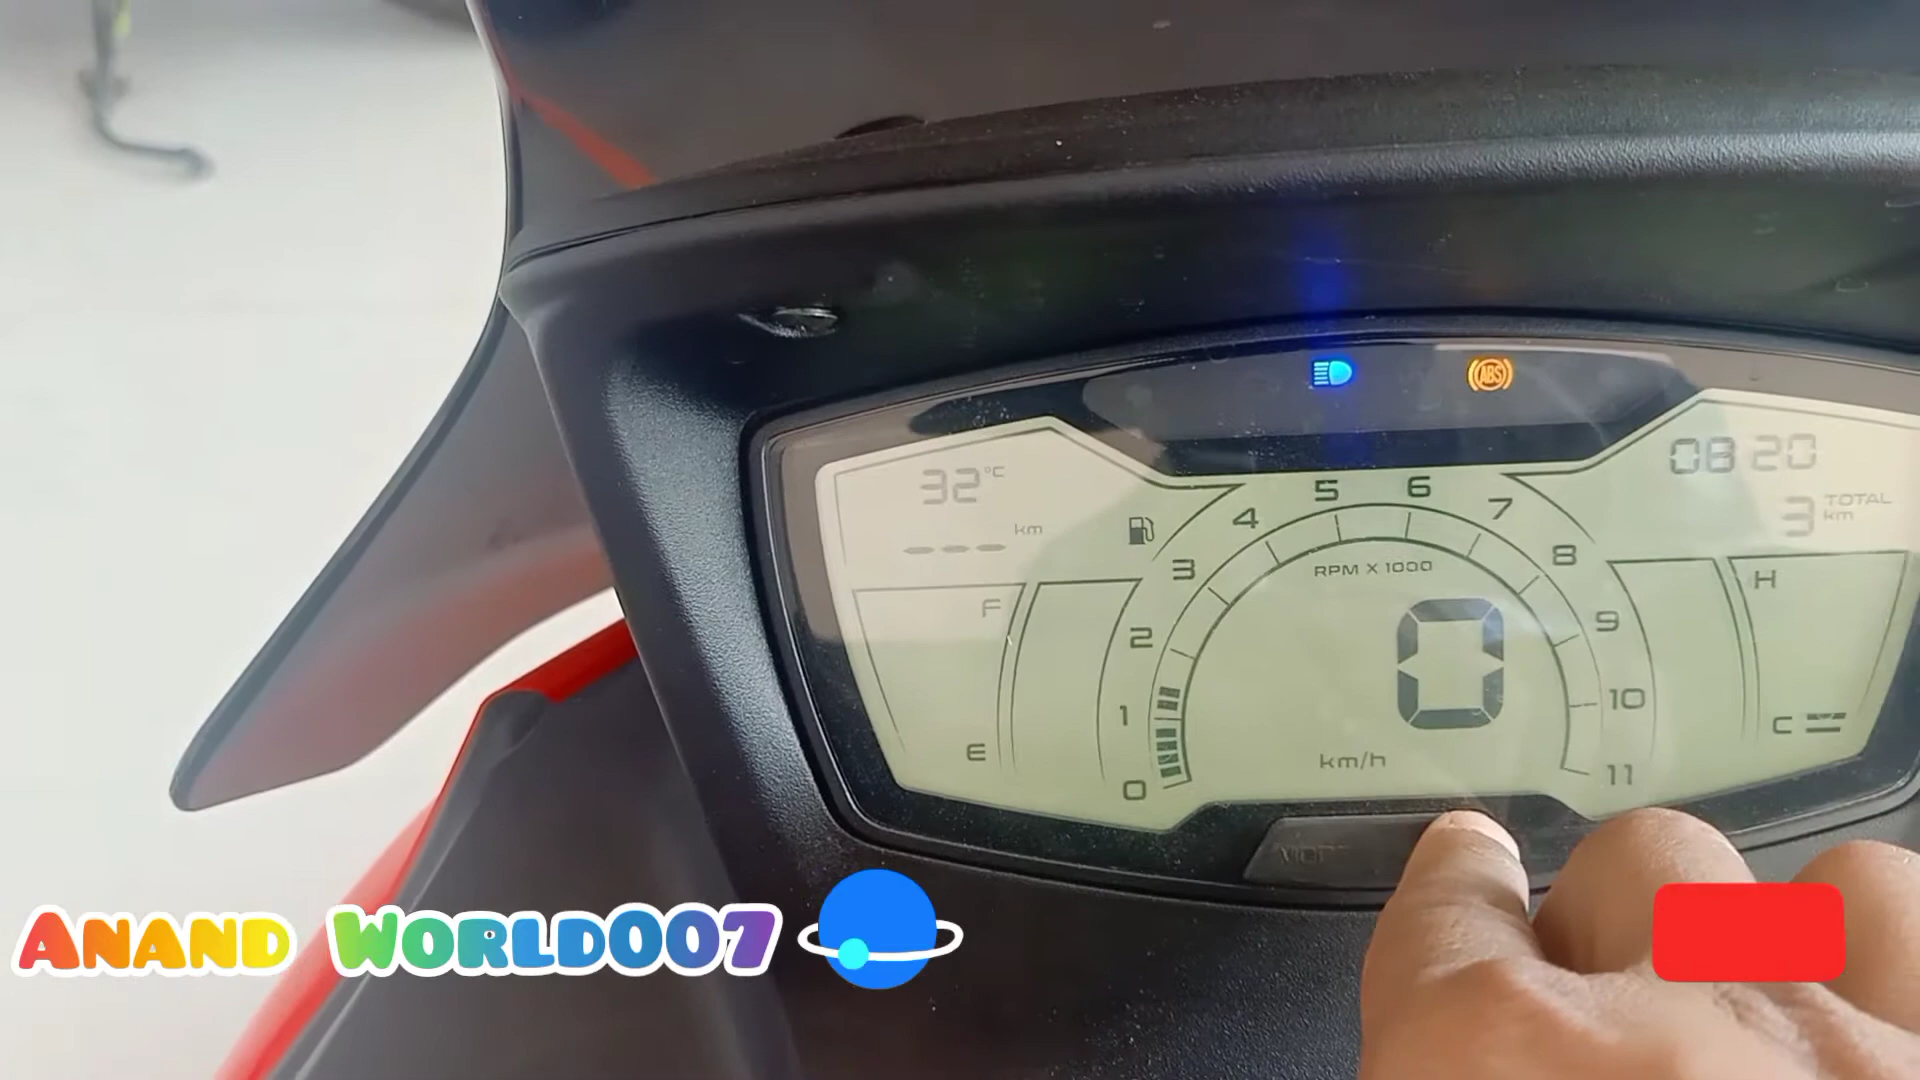 ABS
32°C
08 20
km
---
3 TOTAL km
5 6
4 7
3 8
RPM X 1000
F
H
2 9
0
1 10
E
C
km/h
0 11
ANAND WORLD007